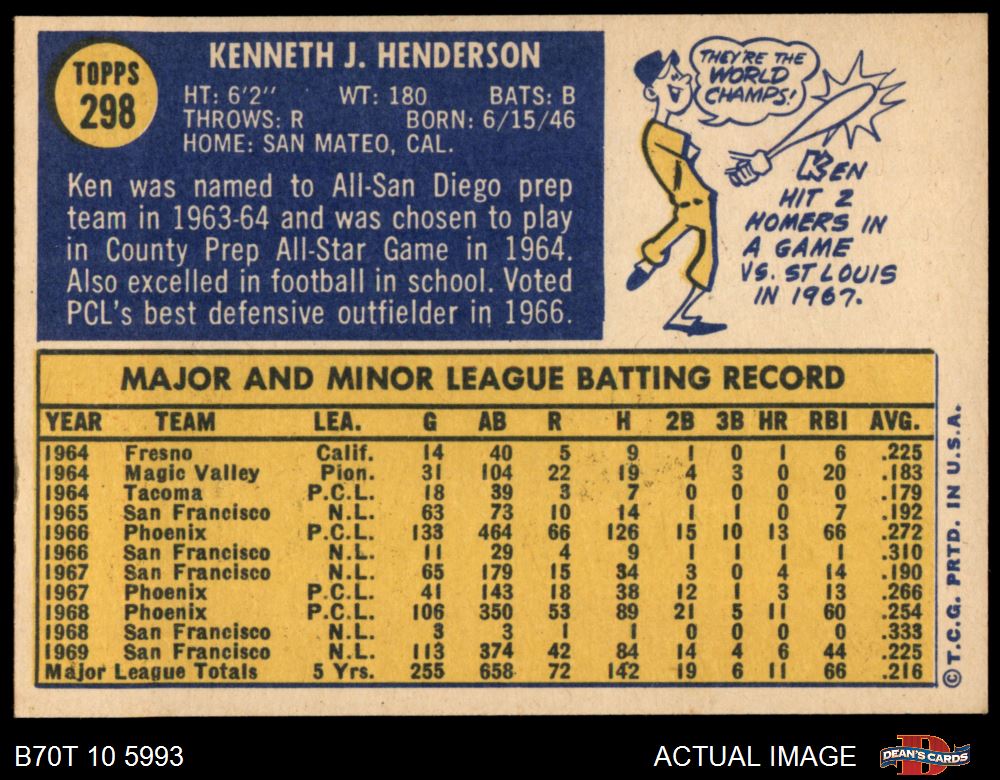 TOPPS
298
KENNETH J. HENDERSON
HT: 6'2" WT: 180 BATS: B
THROWS: R BORN: 6/15/46
HOME: SAN MATEO, CAL.
Ken was named to All-San Diego prep
team in 1963-64 and was chosen to play
in County Prep All-Star Game in 1964.
Also excelled in football in school. Voted
PCL's best defensive outfielder in 1966.
THEY'RE THE
WORLD
CHAMPS!
KEN
HIT 2
HOMERS IN
A GAME
VS. ST LOUIS
IN 1967.
MAJOR AND MINOR LEAGUE BATTING RECORD
YEAR TEAM LEA. G AB R H 2B 3B HR RBI AVG.
1964 Fresno Calif. 14 40 5 9 1 0 1 6 .225
1964 Magic Valley Pion. 31 104 22 19 4 3 0 20 .183
1964 Tacoma P.C.L. 18 39 3 7 0 0 0 0 .179
1965 San Francisco N.L. 63 73 10 14 1 1 0 7 .192
1966 Phoenix P.C.L. 133 464 66 126 15 10 13 66 .272
1966 San Francisco N.L. 11 29 4 9 1 1 1 1 .310
1967 San Francisco N.L. 65 179 15 34 3 0 4 14 .190
1967 Phoenix P.C.L. 41 143 18 38 12 1 3 13 .266
1968 Phoenix P.C.L. 106 350 53 89 21 5 11 60 .254
1968 San Francisco N.L. 3 3 1 1 0 0 0 0 .333
1969 San Francisco N.L. 113 374 42 84 14 4 6 44 .225
Major League Totals 5 Yrs. 255 658 72 142 19 6 11 66 .216
© T.C.G. PRTD. IN U.S.A.
B70T 10 5993
ACTUAL IMAGE
DEAN'S CARDS